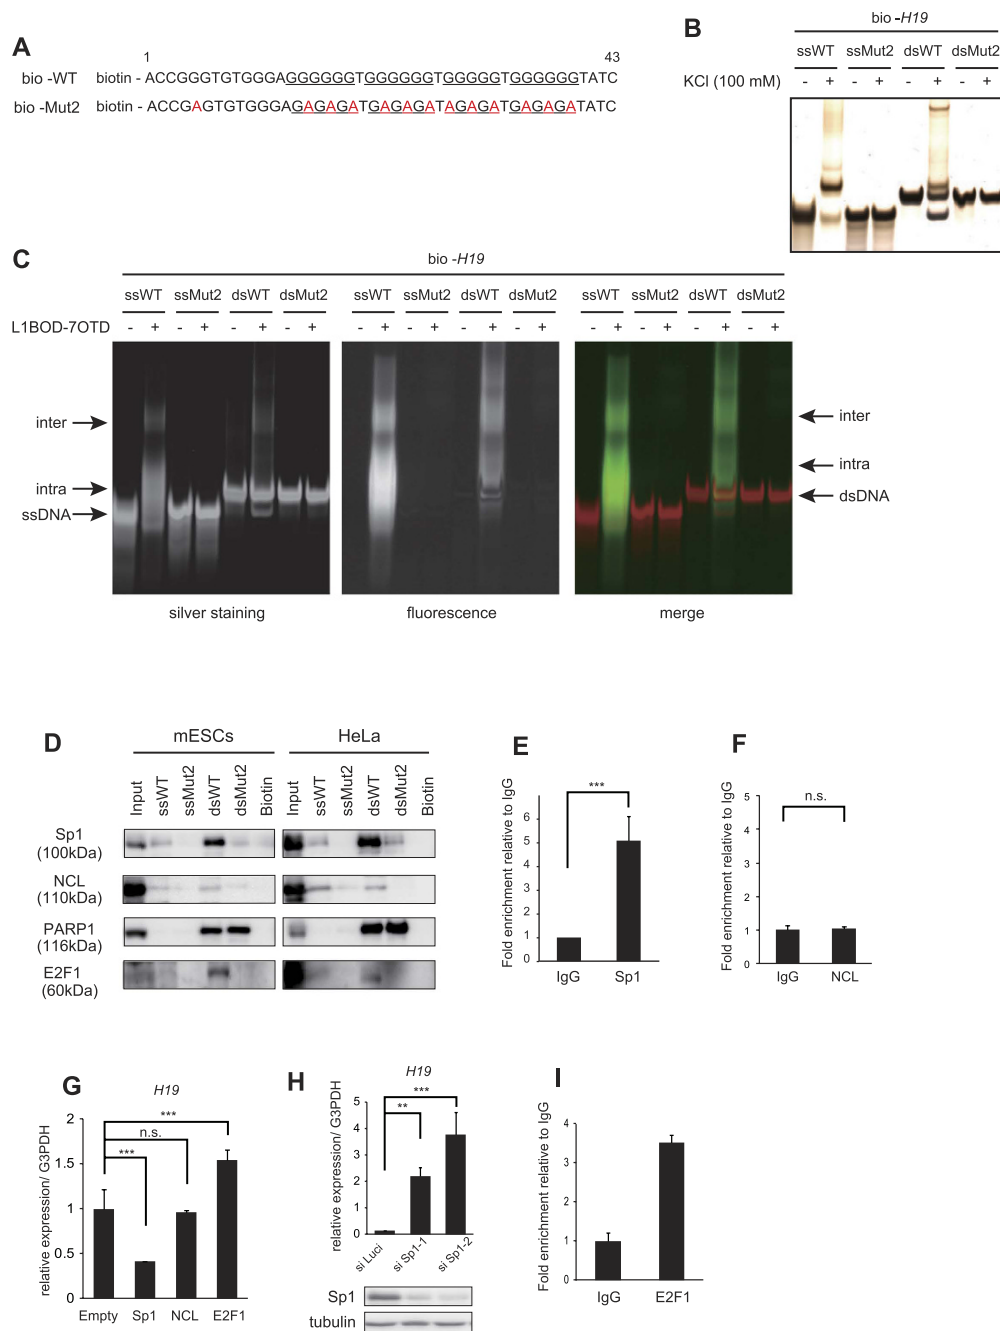 A
1 43
bio -WT biotin - ACCGGGTGTGGGAGGGGGGTGGGGGGTGGGGGTGGGGGGTATC
bio -Mut2 biotin - ACCGAGTGTGGGAGAGAGATGAGAGATAGAGATGAGAGATATC
B
bio -H19
ssWT ssMut2 dsWT dsMut2
KCl (100 mM) - + - + - + - +
C
bio -H19
ssWT ssMut2 dsWT dsMut2 ssWT ssMut2 dsWT dsMut2 ssWT ssMut2 dsWT dsMut2
L1BOD-7OTD - + - + - + - + - + - + - + - + - + - + - + - +
inter inter
intra
intra
dsDNA
ssDNA
silver staining fluorescence merge
D
mESCs HeLa
Input ssWT ssMut2 dsWT dsMut2 Biotin Input ssWT ssMut2 dsWT dsMut2 Biotin
Sp1
(100kDa)
NCL
(110kDa)
PARP1
(116kDa)
E2F1
(60kDa)
E
Fold enrichment relative to IgG
***
7
6
5
4
3
2
1
0
IgG Sp1
F
Fold enrichment relative to IgG
n.s.
4
3
2
1
0
IgG NCL
G
H19
relative expression/ G3PDH
***
n.s.
***
2
1.5
1
0.5
0
Empty Sp1 NCL E2F1
H
H19
relative expression/ G3PDH
***
**
5
4
3
2
1
0
si Luci si Sp1-1 si Sp1-2
Sp1
tubulin
I
Fold enrichment relative to IgG
4
3
2
1
0
IgG E2F1